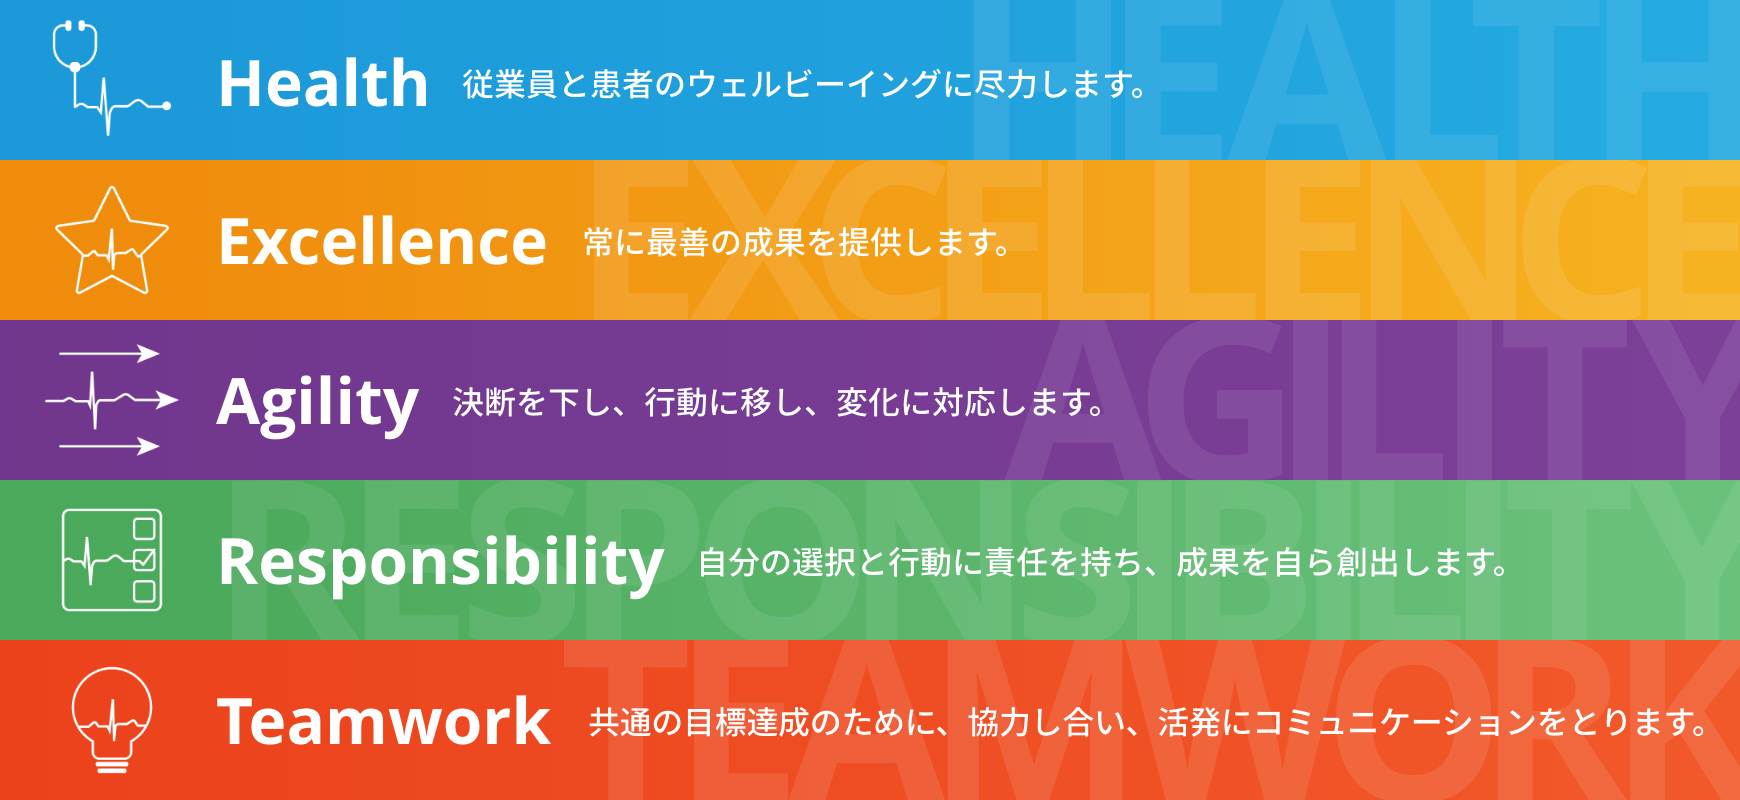 HEALTH
Health 従業員と患者のウェルビーイングに尽力します。
EXCELLENCE
Excellence 常に最善の成果を提供します。
AGILITY
Agility 決断を下し、行動に移し、変化に対応します。
RESPONSIBILITY
Responsibility 自分の選択と行動に責任を持ち、成果を自ら創出します。
TEAMWORK
Teamwork 共通の目標達成のために、協力し合い、活発にコミュニケーションをとります。